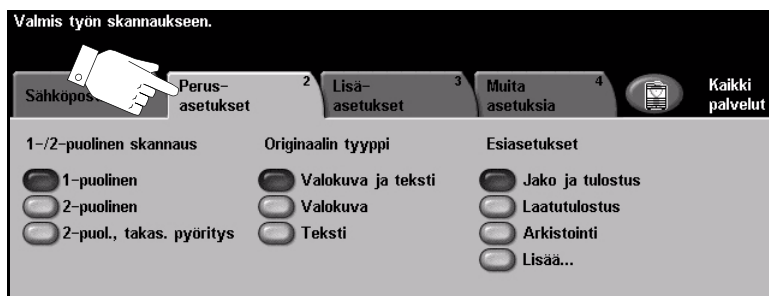 Valmis työn skannaukseen.
Sähköpos
Perus-
asetukset
2
Lisä-
asetukset
3
Muita
asetuksia
4
Kaikki
palvelut
1-/2-puolinen skannaus
1-puolinen
2-puolinen
2-puol., takas. pyöritys
Originaalin tyyppi
Valokuva ja teksti
Valokuva
Teksti
Esiasetukset
Jako ja tulostus
Laatutulostus
Arkistointi
Lisää...